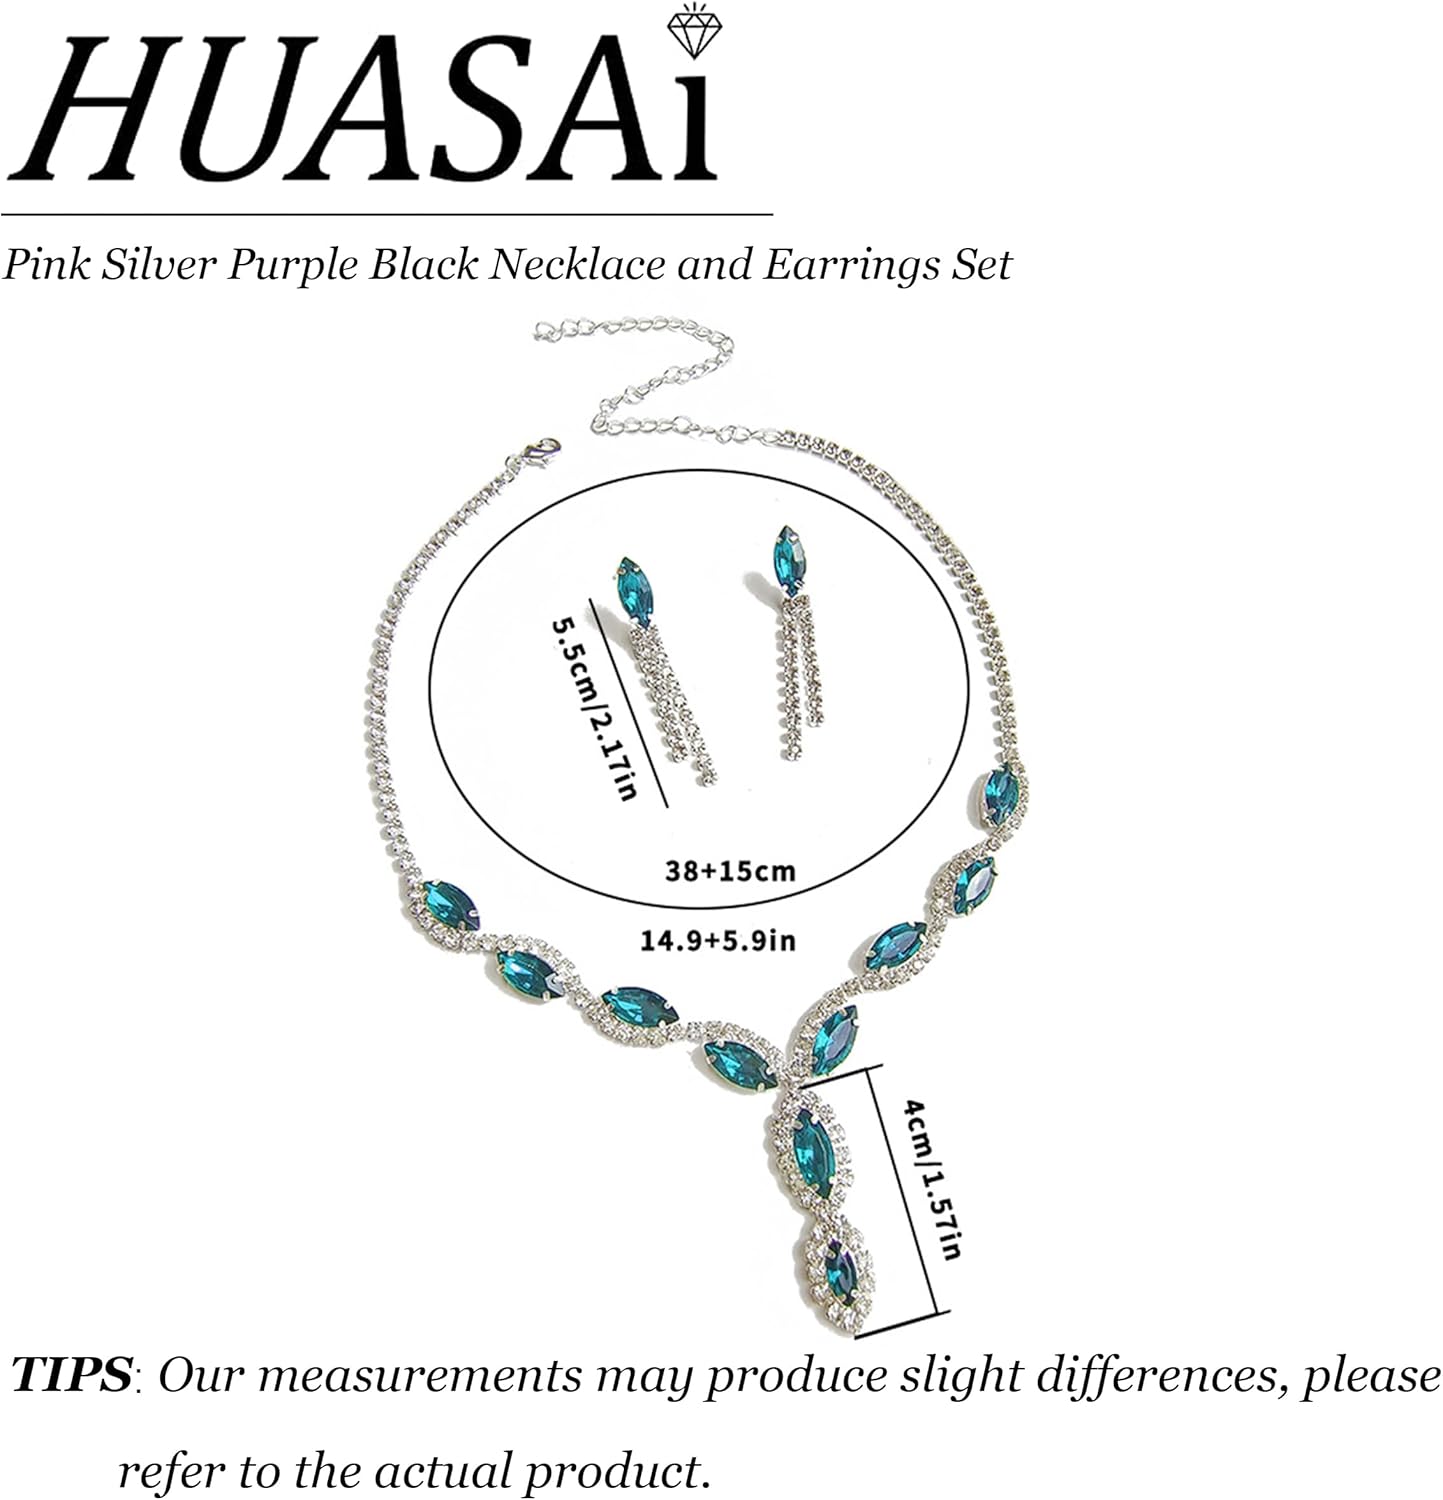 HUASAi
Pink Silver Purple Black Necklace and Earrings Set
5.5cm/2.17in
38+15cm
14.9+5.9in
4cm/1.57in
TIPS: Our measurements may produce slight differences, please
refer to the actual product.